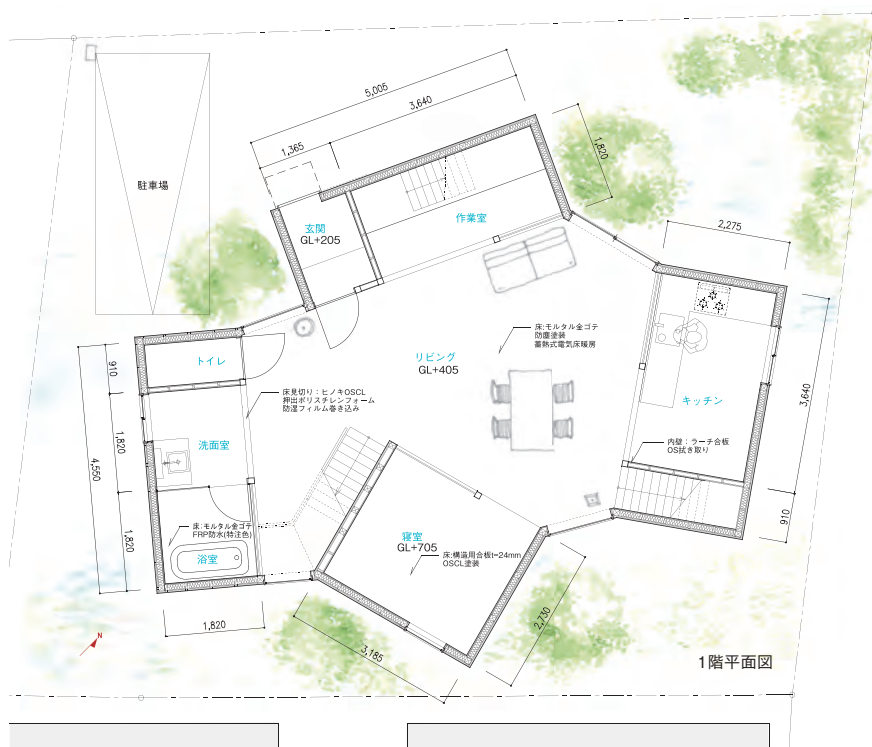 5,005
3,640
1,365
1,820
駐車場
玄関
GL+205
作業室
2,275
トイレ
リビング
GL+405
床:モルタル金ゴテ
防塵塗装
蓄熱式電気床暖房
910
床見切り：ヒノキOSCL
押出ポリスチレンフォーム
防湿フィルム巻き込み
キッチン
3,640
1,820
4,550
洗面室
内壁：ラーチ合板
OS拭き取り
1,820
床:モルタル金ゴテ
FRP防水(特注色)
浴室
寝室
GL+705
床:構造用合板t=24mm
OSCL塗装
910
1,820
3,185
2,730
N
1階平面図